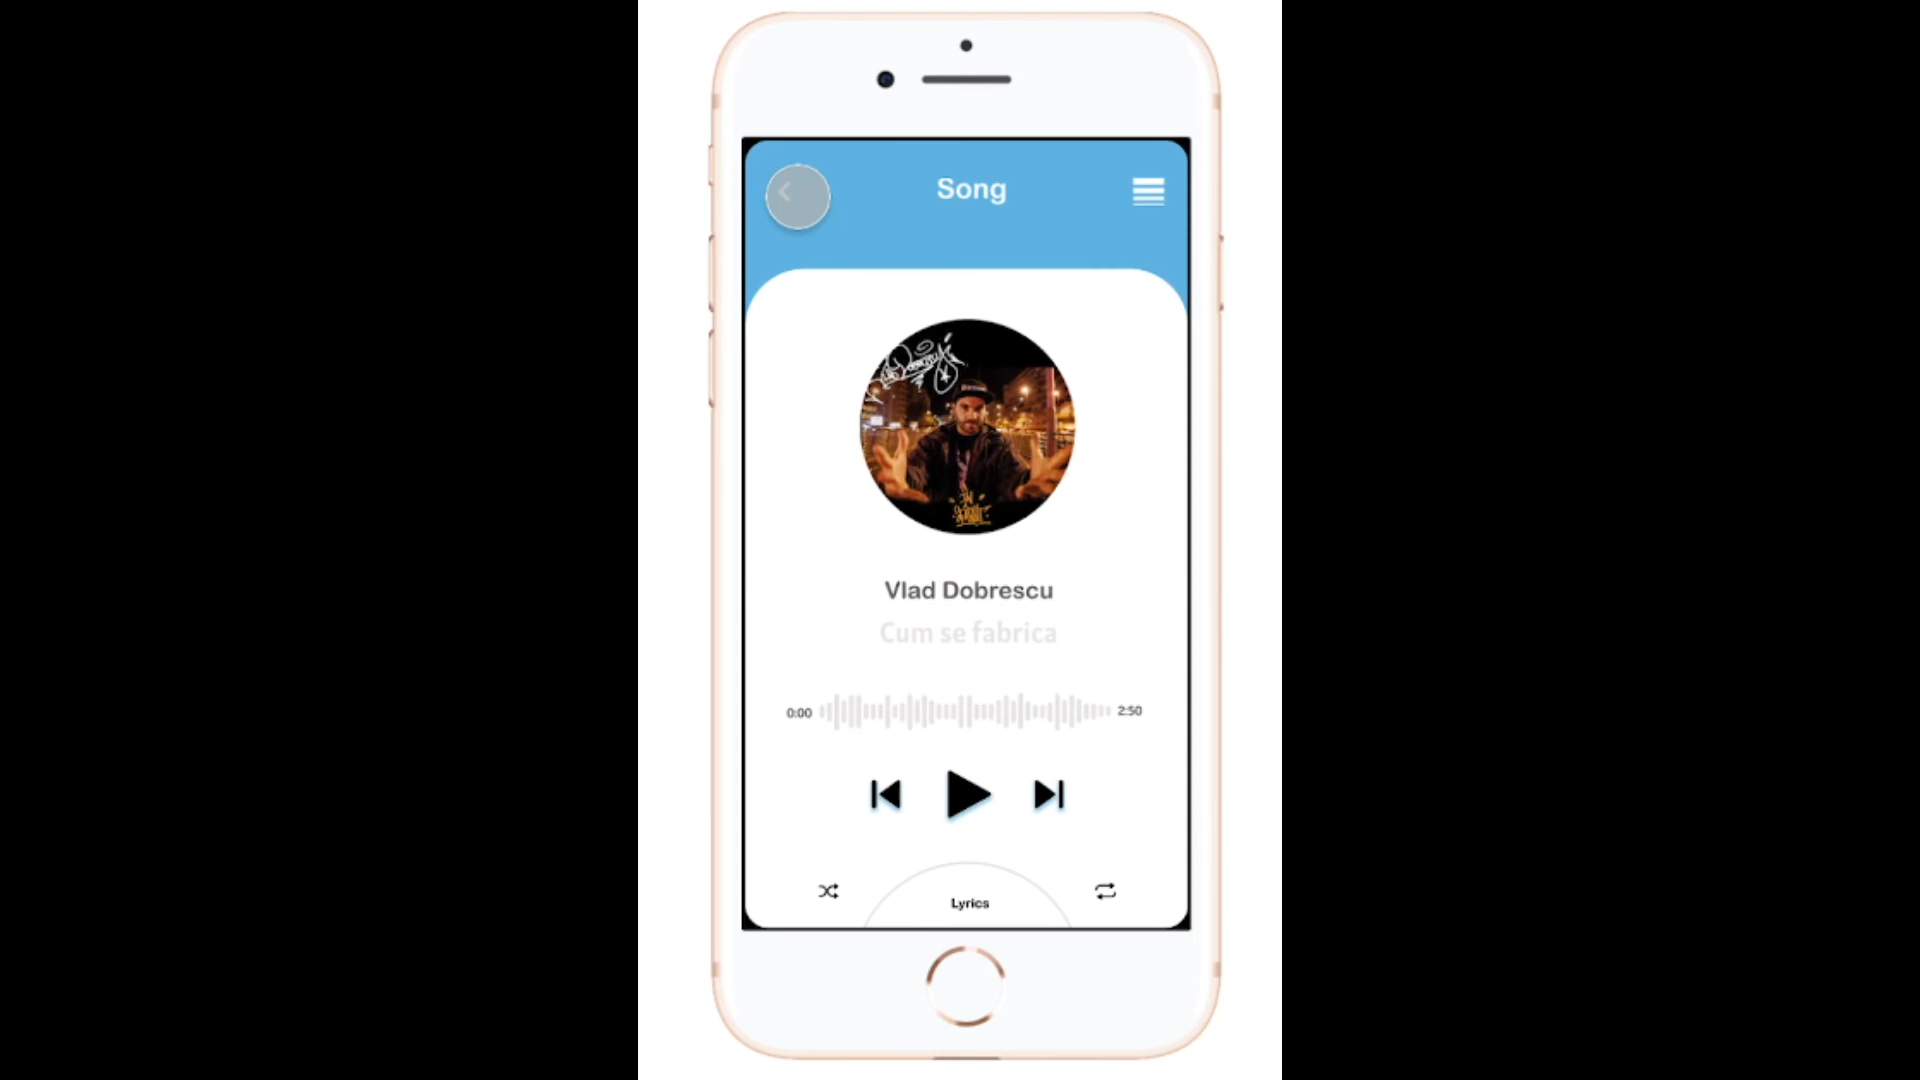 Song
Vlad Dobrescu
Cum se fabrica
0:00
2:50
Lyrics